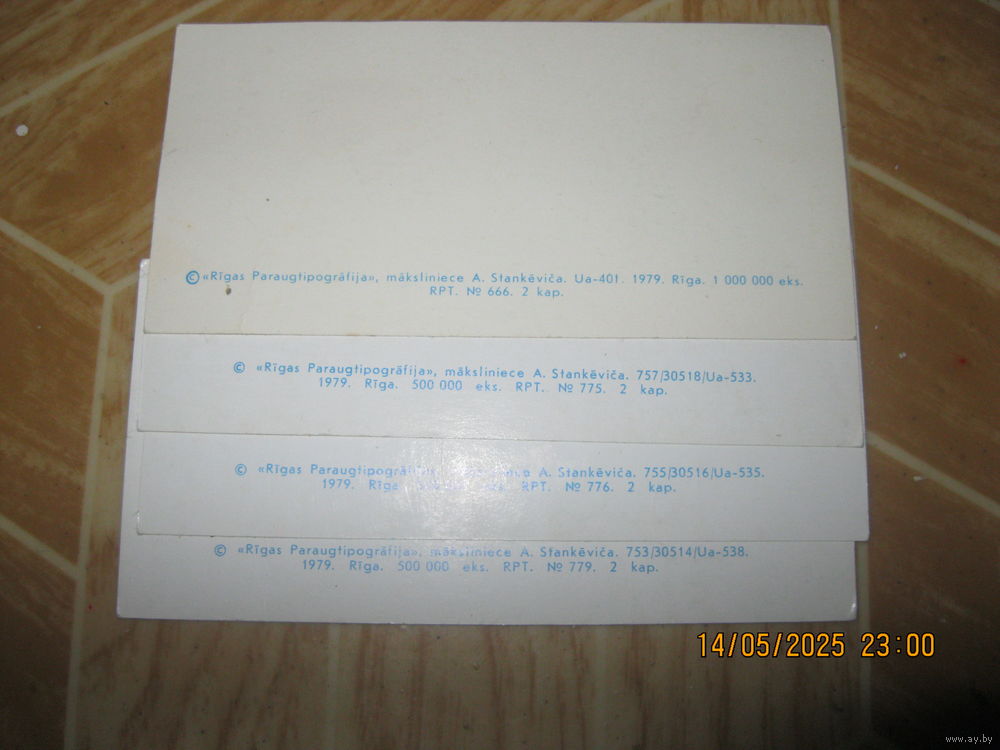 © «Rīgas Paraugtipogrāfija», māksliniece A. Stankēviča. Ua-401. 1979. Rīga. 1 000 000 eks.
RPT. № 666. 2 kap.
© «Rīgas Paraugtipogrāfija», māksliniece A. Stankēviča. 757/30518/Ua-533.
1979. Rīga. 500 000 eks. RPT. № 775. 2 kap.
© «Rīgas A. Stankēviča. 755/30516/Ua-535.
1979. Rīga. eks. RPT. № 776. 2 kap.
© «Rīgas Paraugtipogrāfija», māksliniece A. Stankēviča. 753/30514/Ua-538.
1979. Rīga. 500 000 eks. RPT. № 779. 2 kap.
14/05/2025 23:00
www.ay.by